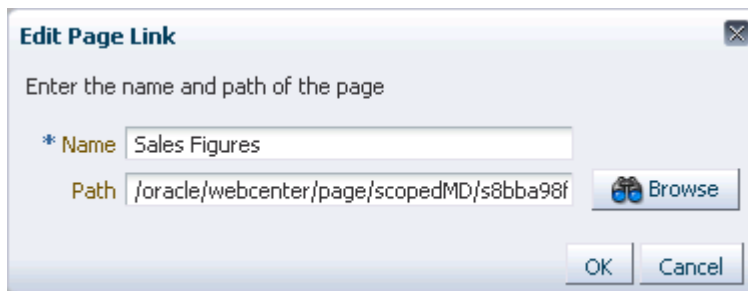 Edit Page Link
Enter the name and path of the page
* Name Sales Figures
Path /oracle/webcenter/page/scopedMD/s8bba98f Browse
OK Cancel